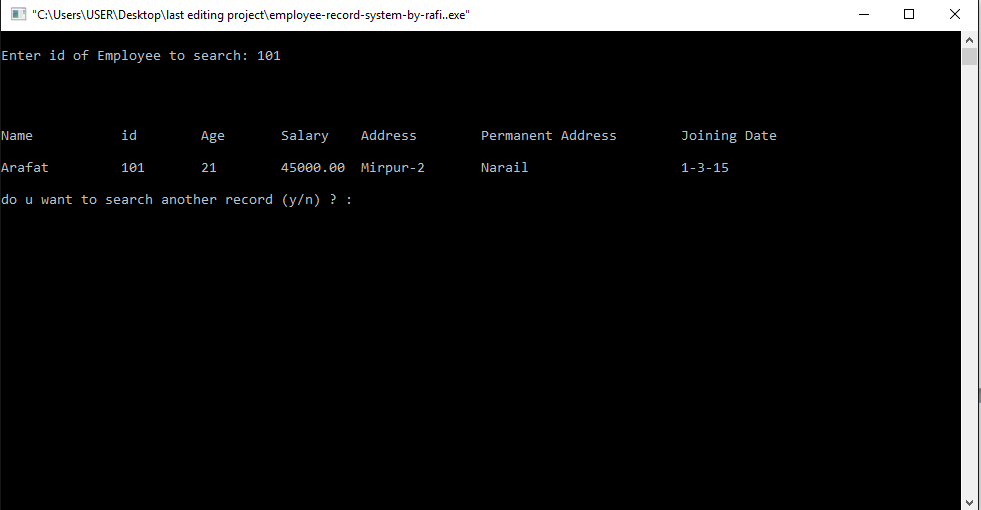 "C:\Users\USER\Desktop\last editing project\employee-record-system-by-rafi..exe"
Enter id of Employee to search: 101
Name id Age Salary Address Permanent Address Joining Date
Arafat 101 21 45000.00 Mirpur-2 Narail 1-3-15
do u want to search another record (y/n) ? :